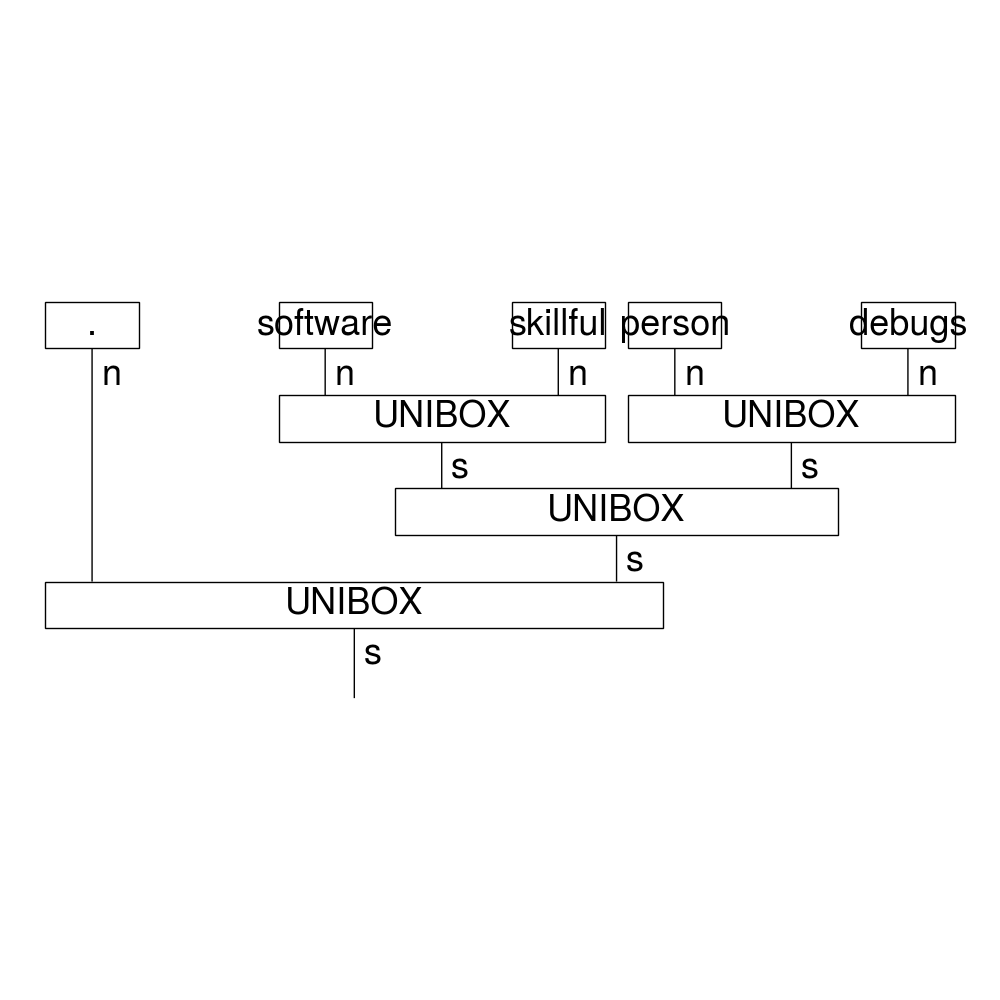 . software skillful person debugs
n n n n n
UNIBOX UNIBOX
s s
UNIBOX
s
UNIBOX
s